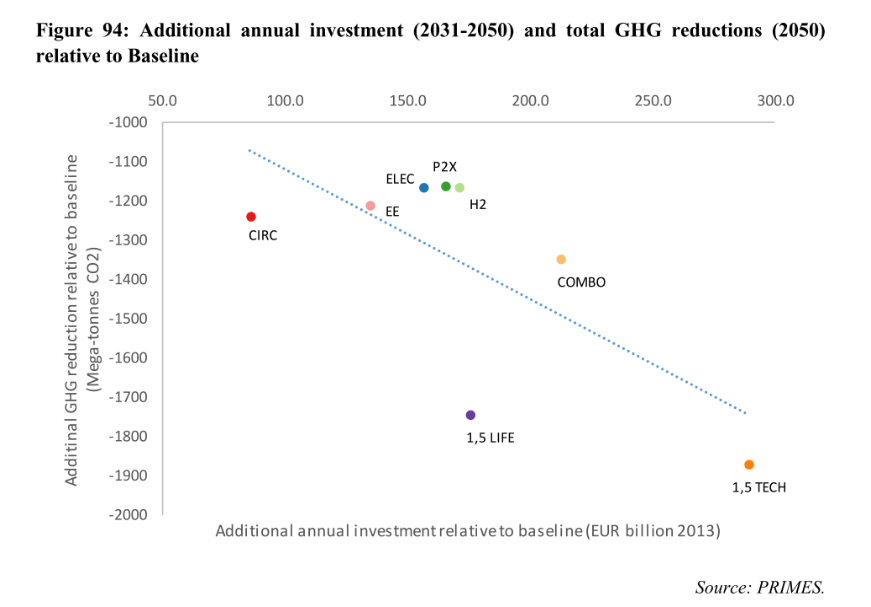 Figure 94: Additional annual investment (2031-2050) and total GHG reductions (2050)
relative to Baseline
50.0 100.0 150.0 200.0 250.0 300.0
-1000
-1100
-1200
-1300
-1400
-1500
-1600
-1700
-1800
-1900
-2000
Additinal GHG reduction relative to baseline
(Mega-tonnes CO2)
P2X
ELEC
H2
EE
CIRC
COMBO
1,5 LIFE
1,5 TECH
Additional annual investment relative to baseline (EUR billion 2013)
Source: PRIMES.